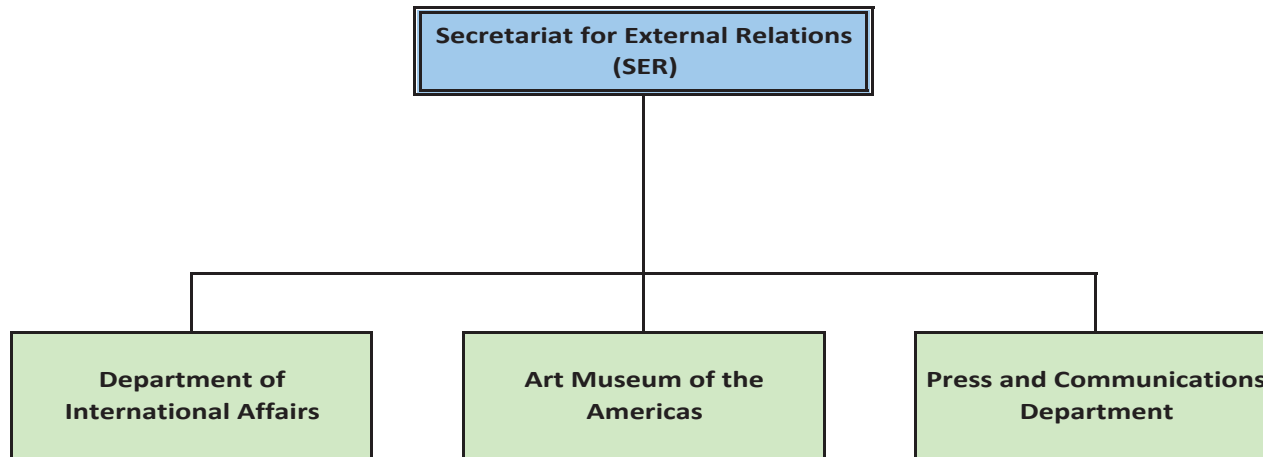 Secretariat for External Relations
(SER)
Department of
International Affairs
Art Museum of the
Americas
Press and Communications
Department